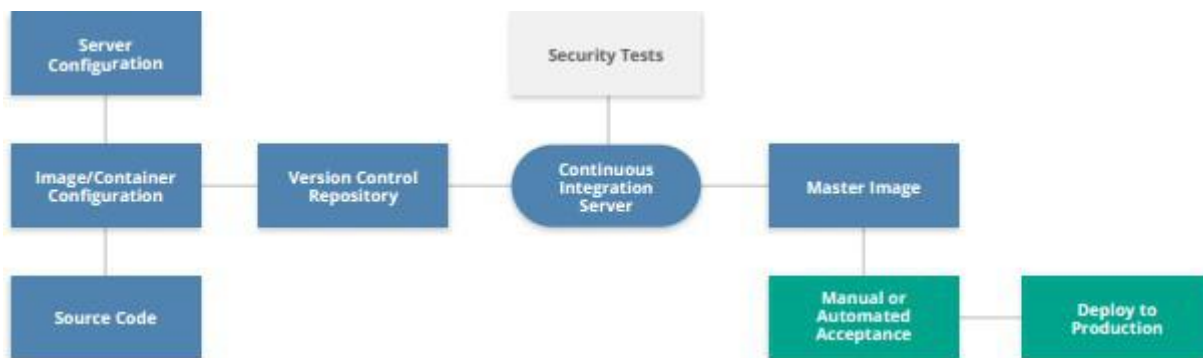 Server
Configuration
Security Tests
Image/Container
Configuration
Version Control
Repository
Continuous
Integration
Server
Master Image
Source Code
Manual or
Automated
Acceptance
Deploy to
Production